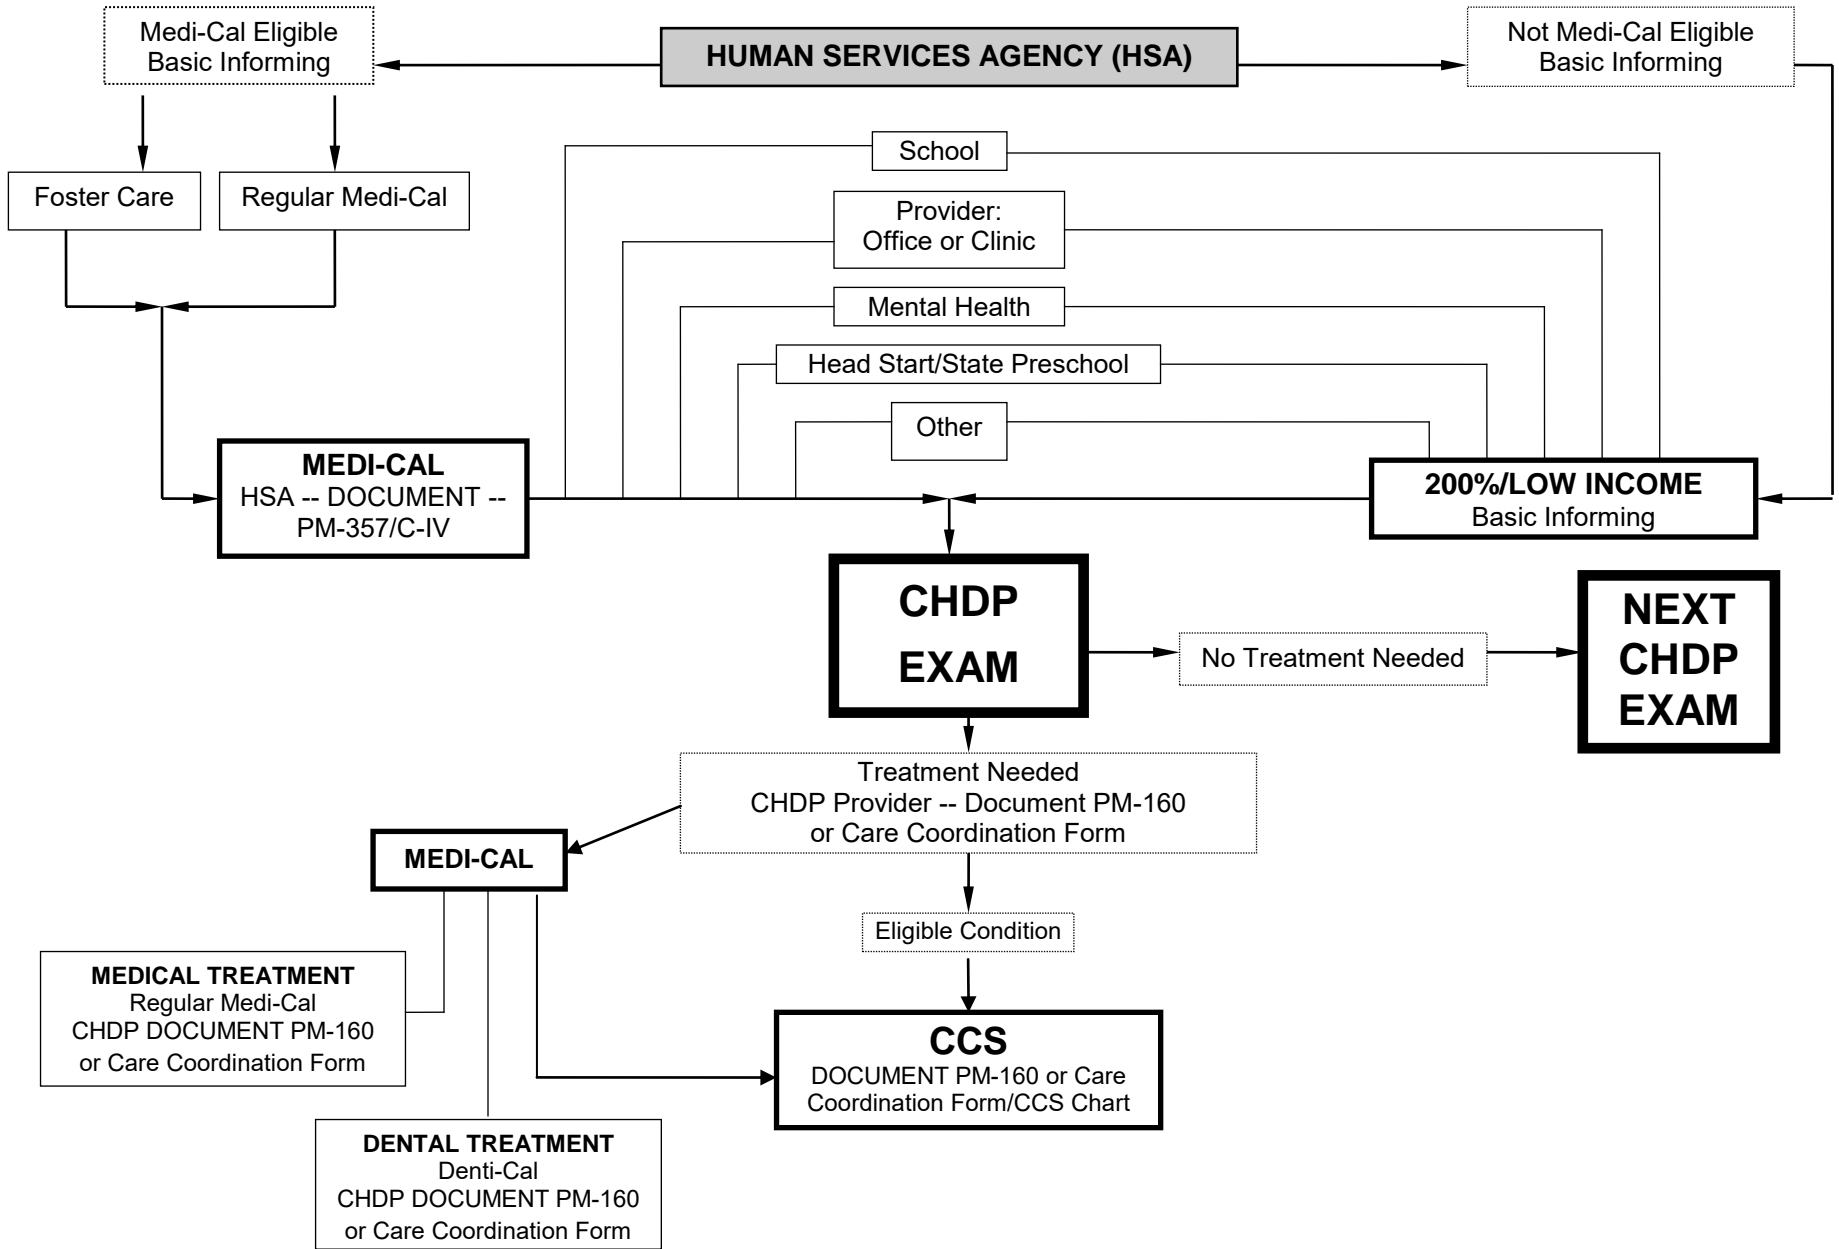 Medi-Cal Eligible
Basic Informing
HUMAN SERVICES AGENCY (HSA)
Not Medi-Cal Eligible
Basic Informing
School
Foster Care
Regular Medi-Cal
Provider:
Office or Clinic
Mental Health
Head Start/State Preschool
Other
MEDI-CAL
HSA -- DOCUMENT --
PM-357/C-IV
200%/LOW INCOME
Basic Informing
CHDP
EXAM
No Treatment Needed
NEXT
CHDP
EXAM
Treatment Needed
CHDP Provider -- Document PM-160
or Care Coordination Form
MEDI-CAL
Eligible Condition
MEDICAL TREATMENT
Regular Medi-Cal
CHDP DOCUMENT PM-160
or Care Coordination Form
CCS
DOCUMENT PM-160 or Care
Coordination Form/CCS Chart
DENTAL TREATMENT
Denti-Cal
CHDP DOCUMENT PM-160
or Care Coordination Form